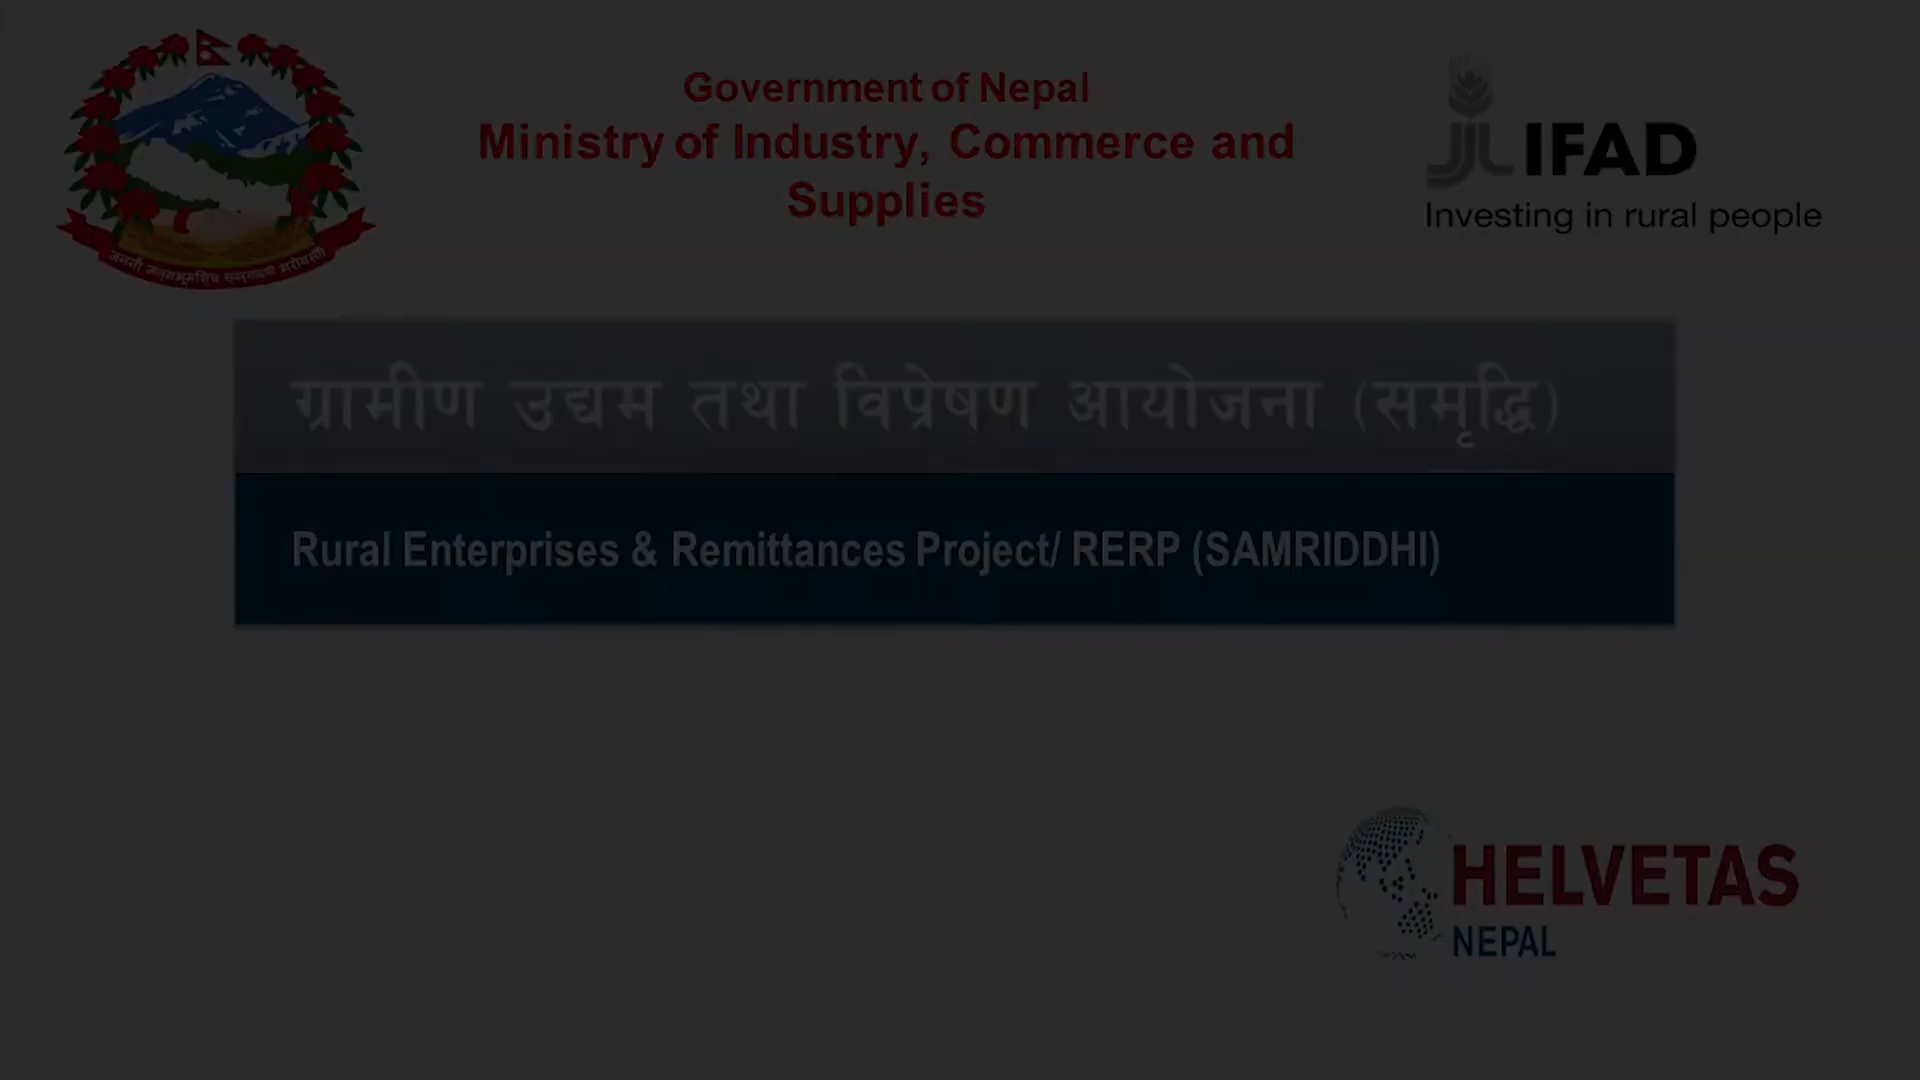 Government of Nepal
Ministry of Industry, Commerce and
Supplies
IFAD
Investing in rural people
ग्रामीण उद्यम तथा विप्रेषण आयोजना (समृद्धि)
Rural Enterprises & Remittances Project/ RERP (SAMRIDDHI)
HELVETAS
NEPAL